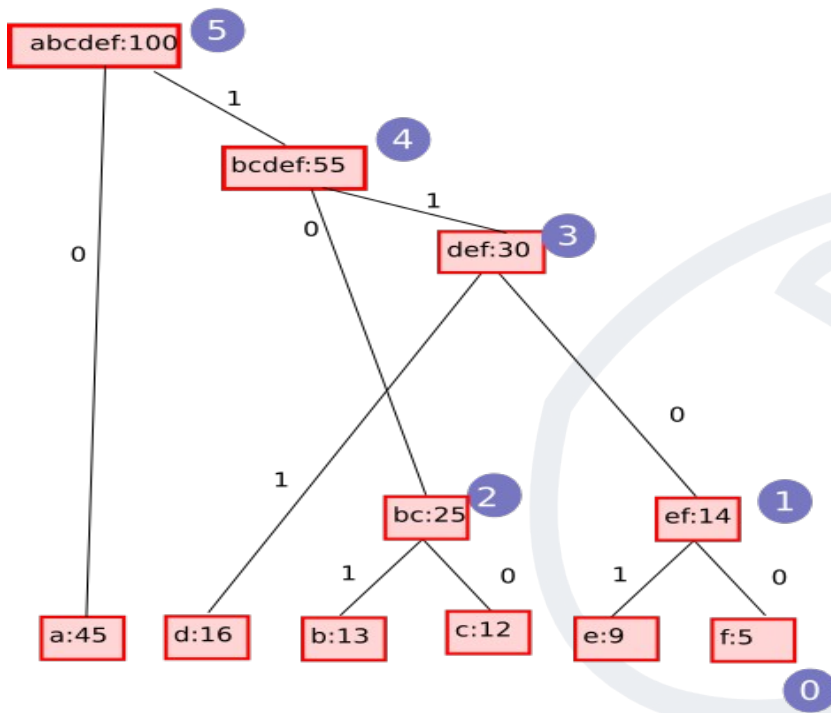 abcdef:100 5
1
bcdef:55 4
1
0
def:30 3
0
0
1
bc:25 2
ef:14 1
1 0 1 0
a:45 d:16 b:13 c:12 e:9 f:5
0